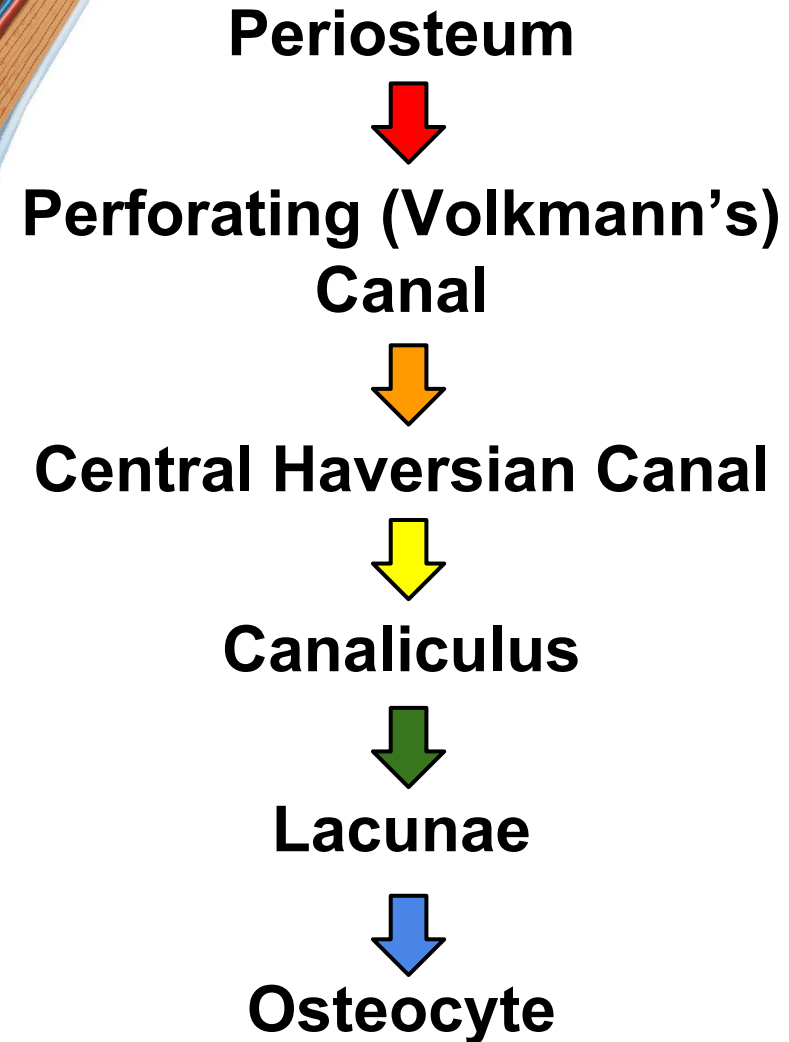 Periosteum
Perforating (Volkmann’s)
Canal
Central Haversian Canal
Canaliculus
Lacunae
Osteocyte